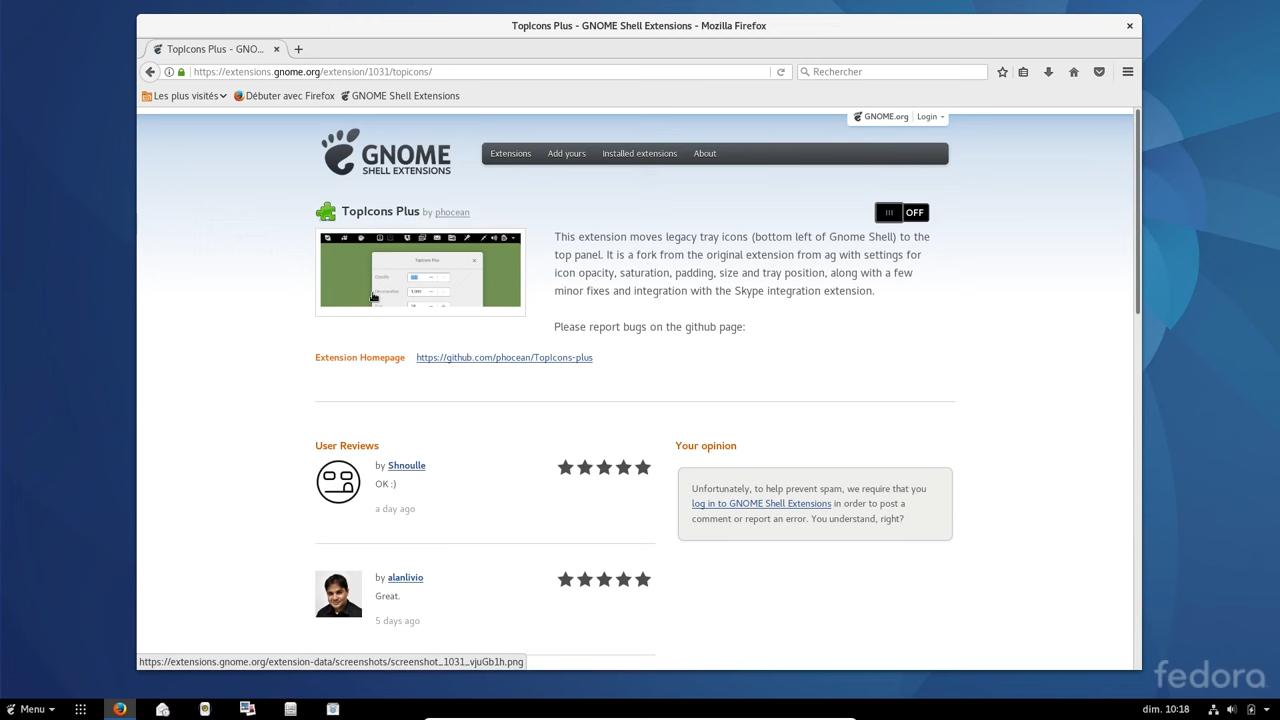 TopIcons Plus - GNOME Shell Extensions - Mozilla Firefox
TopIcons Plus - GNO...
https://extensions.gnome.org/extension/1031/topicons/
Rechercher
Les plus visités
Débuter avec Firefox
GNOME Shell Extensions
GNOME.org
Login
GNOME
SHELL EXTENSIONS
Extensions
Add yours
Installed extensions
About
TopIcons Plus by phocean
OFF
TopIcons Plus
This extension moves legacy tray icons (bottom left of Gnome Shell) to the
top panel. It is a fork from the original extension from ag with settings for
icon opacity, saturation, padding, size and tray position, along with a few
minor fixes and integration with the Skype integration extension.
Please report bugs on the github page:
Extension Homepage
https://github.com/phocean/TopIcons-plus
User Reviews
by Shnoulle
OK :)
a day ago
by alanlivio
Great.
5 days ago
Your opinion
Unfortunately, to help prevent spam, we require that you
log in to GNOME Shell Extensions in order to post a
comment or report an error. You understand, right?
https://extensions.gnome.org/extension-data/screenshots/screenshot_1031_vjuGb1h.png
fedora
Menu
dim. 10:18